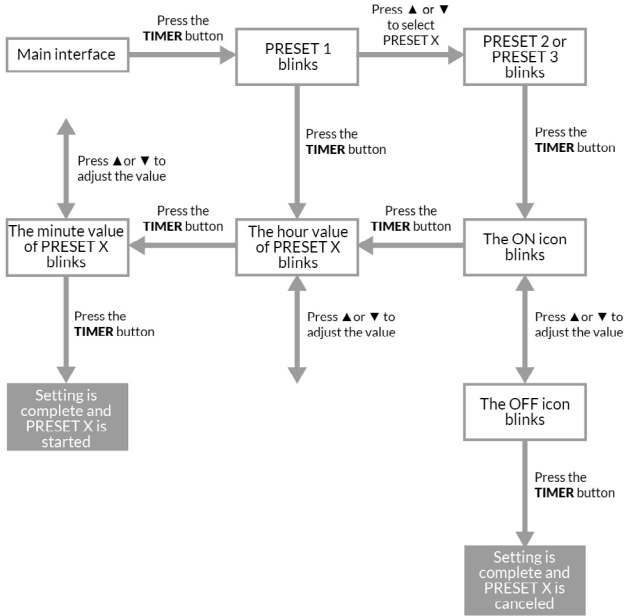 Main interface
Press the
TIMER button
PRESET 1
blinks
Press ▲ or ▼
to select
PRESET X
PRESET 2 or
PRESET 3
blinks
Press ▲or ▼ to
adjust the value
Press the
TIMER button
Press the
TIMER button
The minute value
of PRESET X
blinks
Press the
TIMER button
The hour value
of PRESET X
blinks
Press the
TIMER button
The ON icon
blinks
Press the
TIMER button
Press ▲or ▼ to
adjust the value
Press ▲or ▼ to
adjust the value
Setting is
complete and
PRESET X is
started
The OFF icon
blinks
Press the
TIMER button
Setting is
complete and
PRESET X is
canceled